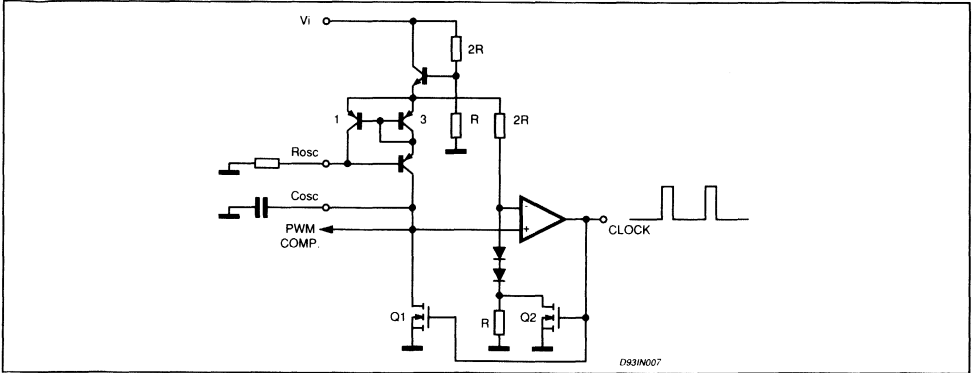 Vi
2R
1
3
R
2R
Rosc
Cosc
-
+
CLOCK
PWM
COMP.
Q1
R
Q2
D93IN007